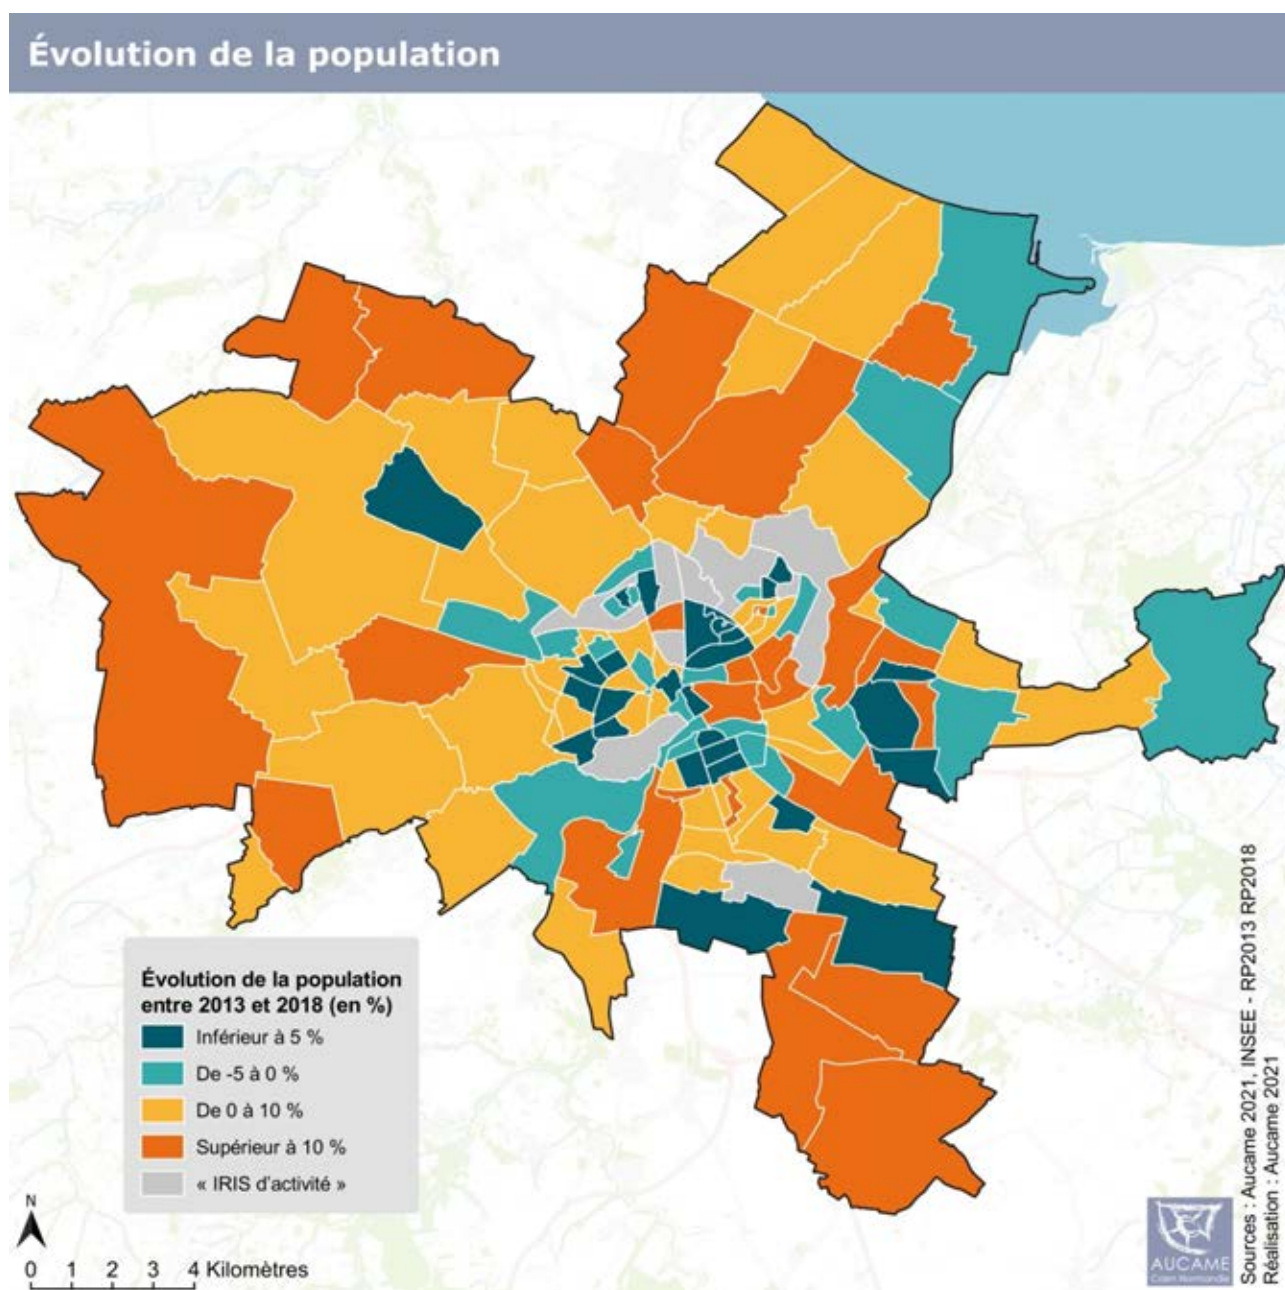 Évolution de la population
Évolution de la population
entre 2013 et 2018 (en %)
Inférieur à 5 %
De -5 à 0 %
De 0 à 10 %
Supérieur à 10 %
« IRIS d'activité »
N
0 1 2 3 4 Kilomètres
Sources : Aucame 2021, INSEE - RP2013 RP2018
Réalisation : Aucame 2021
AUCAME
Caen Normandie